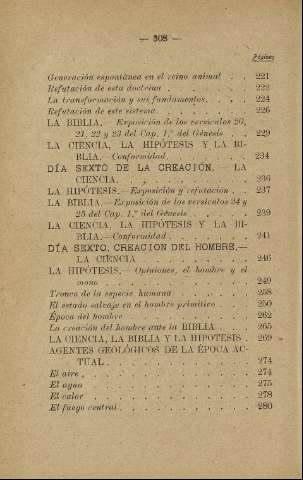 — 308 —
Páginas
Generación espontánea en el reino animal . . 221
Refutación de esta doctrina . . . . . . . 222
La transformación y sus fundamentos. . . . 224
Refutación de este sistema. . . . . . . . 226
LA BIBLIA.—Exposición de los versículos 20,
21, 22 y 23 del Cap. 1.º del Génesis . . 229
LA CIENCIA, LA HIPÓTESIS Y LA BI-
BLIA.—Conformidad. . . . . . . . . 234
DÍA SEXTO DE LA CREACIÓN. — LA
CIENCIA. . . . . . . . . . . . . 236
LA HIPÓTESIS.—Exposición y refutación . . 237
LA BIBLIA.—Exposición de los versículos 24 y
25 del Cap. 1.º del Génesis . . . . . . 239
LA CIENCIA, LA HIPÓTESIS Y LA BI-
BLIA.—Conformidad. . . . . . . . . 241
DÍA SEXTO, CREACION DEL HOMBRE.—
LA CIENCIA . . . . . . . . . . . 246
LA HIPÓTESIS.—Opiniones, el hombre y el
mono . . . . . . . . . . . . . . 249
Tronco de la especie humana . . . . . . 258
El estado salvaje en el hombre primitivo . . 250
Época del hombre . . . . . . . . . . 262
La creación del hombre ante la BIBLIA . . 265
LA CIENCIA, LA BIBLIA Y LA HIPÓTESIS . 269
AGENTES GEOLÓGICOS DE LA ÉPOCA AC-
TUAL . . . . . . . . . . . . . . 274
El aire . . . . . . . . . . . . . . 274
El agua . . . . . . . . . . . . . . 275
El calor . . . . . . . . . . . . . . 278
El fuego central . . . . . . . . . . . 280